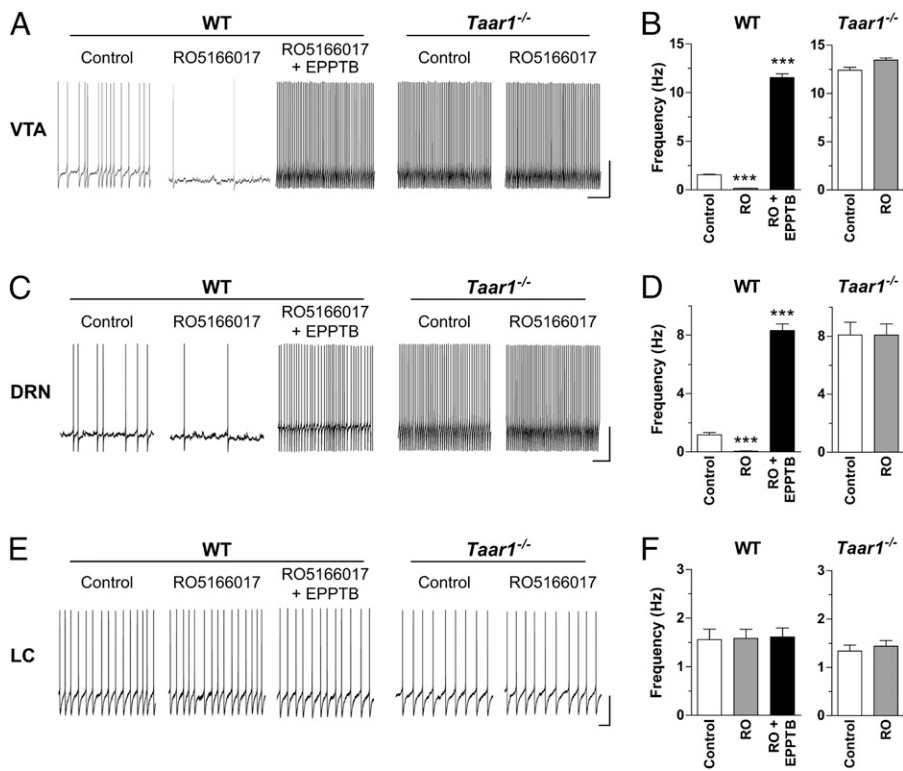 A
WT
Taar1-/-
Control
RO5166017
RO5166017
+ EPPTB
Control
RO5166017
VTA
B
WT
Taar1-/-
Frequency (Hz)
15
10
5
0
***
***
Control
RO
RO +
EPPTB
15
10
5
0
Control
RO
C
WT
Taar1-/-
Control
RO5166017
RO5166017
+ EPPTB
Control
RO5166017
DRN
D
WT
Taar1-/-
Frequency (Hz)
8
4
0
***
***
Control
RO
RO +
EPPTB
8
4
0
Control
RO
E
WT
Taar1-/-
Control
RO5166017
RO5166017
+ EPPTB
Control
RO5166017
LC
F
WT
Taar1-/-
Frequency (Hz)
3
2
1
0
Control
RO
RO +
EPPTB
3
2
1
0
Control
RO